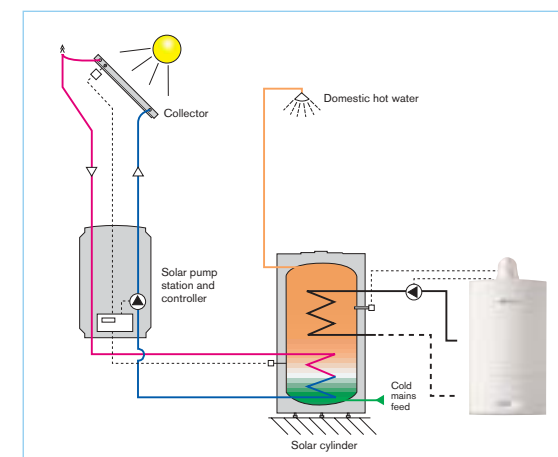 Collector
Domestic hot water
Solar pump
station and
controller
Cold
mains
feed
Solar cylinder